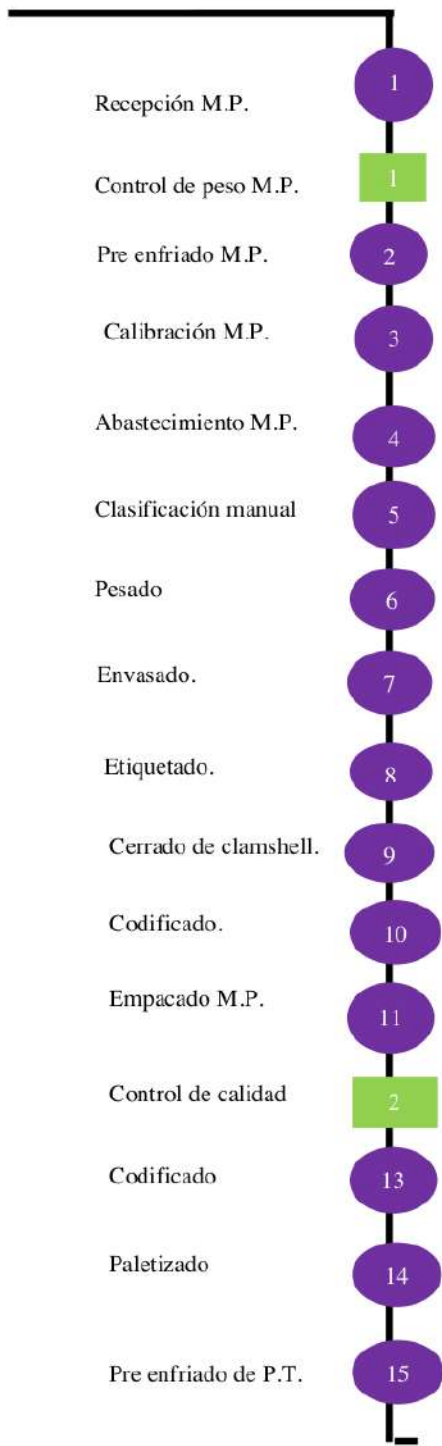 Recepción M.P. 1
Control de peso M.P. 1
Pre enfriado M.P. 2
Calibración M.P. 3
Abastecimiento M.P. 4
Clasificación manual 5
Pesado 6
Envasado. 7
Etiquetado. 8
Cerrado de clamshell. 9
Codificado. 10
Empacado M.P. 11
Control de calidad 2
Codificado 13
Paletizado 14
Pre enfriado de P.T. 15